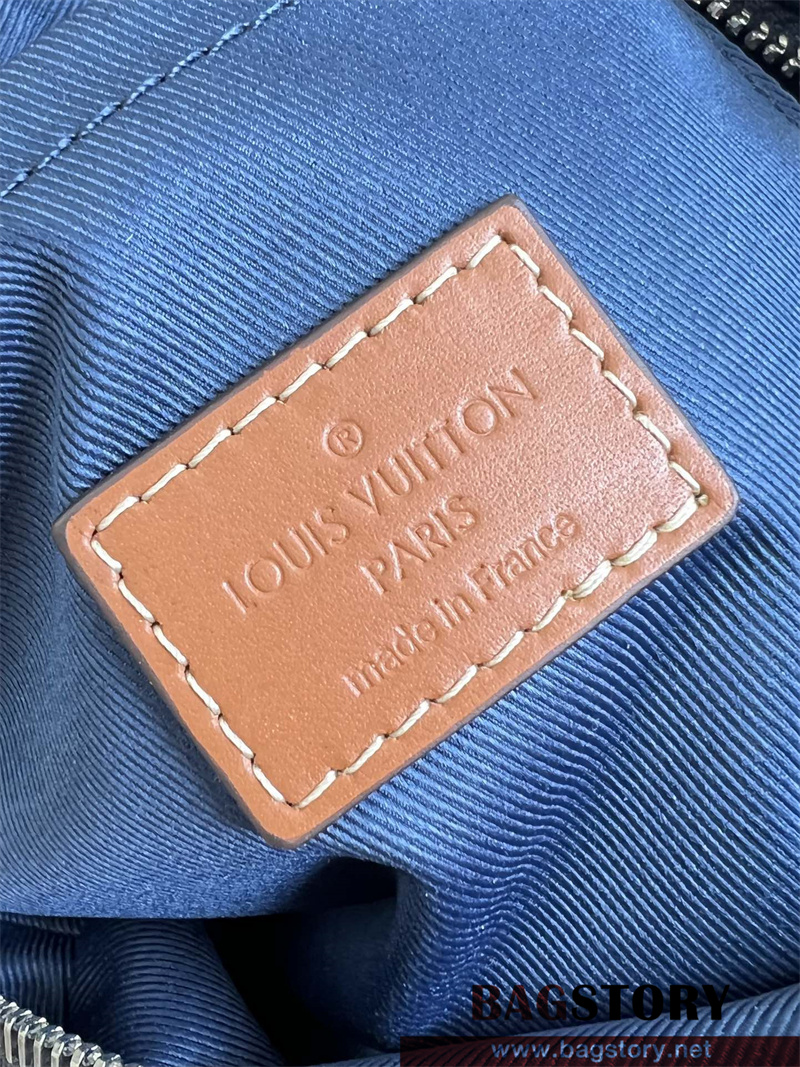 ®
LOUIS VUITTON
PARIS
made in France
BAGSTORY
www.bagstory.net